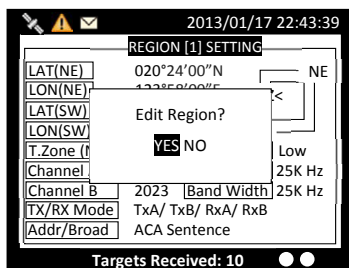 2013/01/17 22:43:39
REGION [1] SETTING
LAT(NE) 020°24'00"N NE
LON(NE)
LAT(SW) Edit Region?
LON(SW)
YES NO
T.Zone Low
Channel 25K Hz
Channel B 2023 Band Width 25K Hz
TX/RX Mode TxA/ TxB/ RxA/ RxB
Addr/Broad ACA Sentence
Targets Received: 10